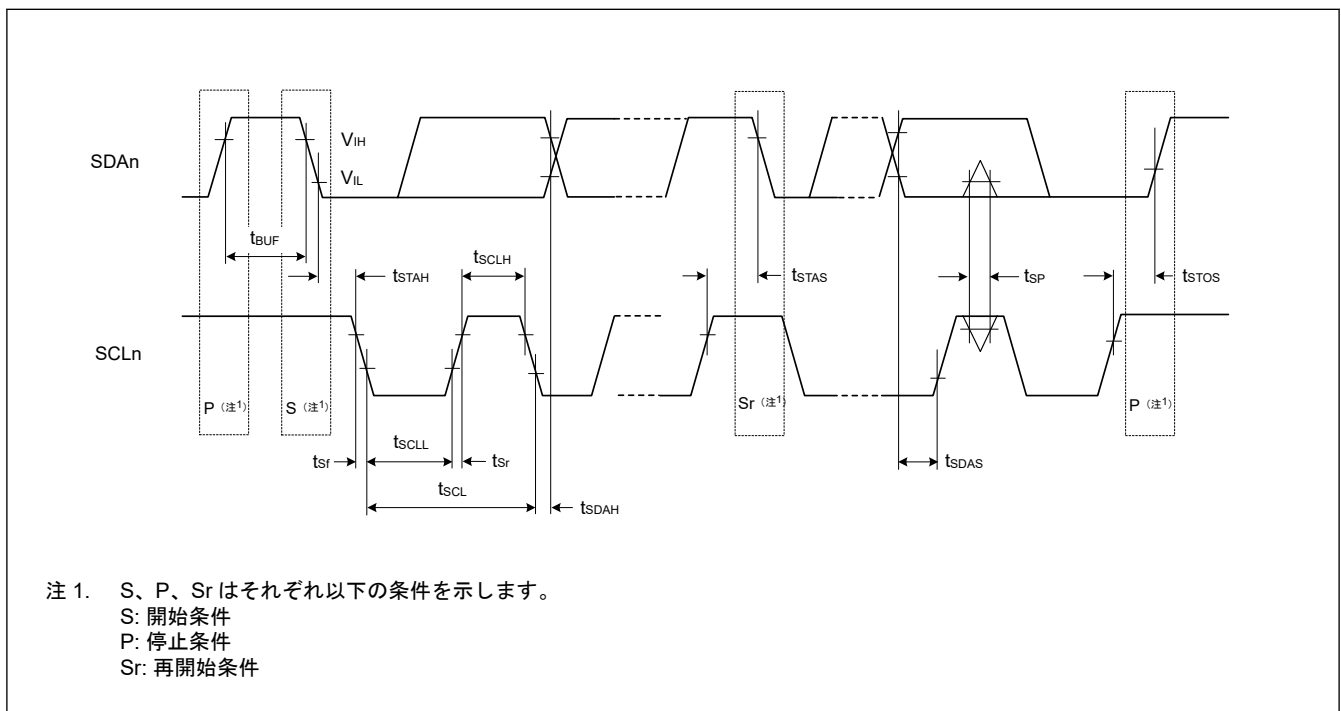 SDAn
VIH
VIL
tBUF
tSTAH
tSCLH
tSTAS
tSP
tSTOS
SCLn
P（注1）
S（注1）
Sr（注1）
P（注1）
tSf
tSCLL
tSr
tSDAS
tSCL
tSDAH
注 1. S、P、Sr はそれぞれ以下の条件を示します。
S: 開始条件
P: 停止条件
Sr: 再開始条件